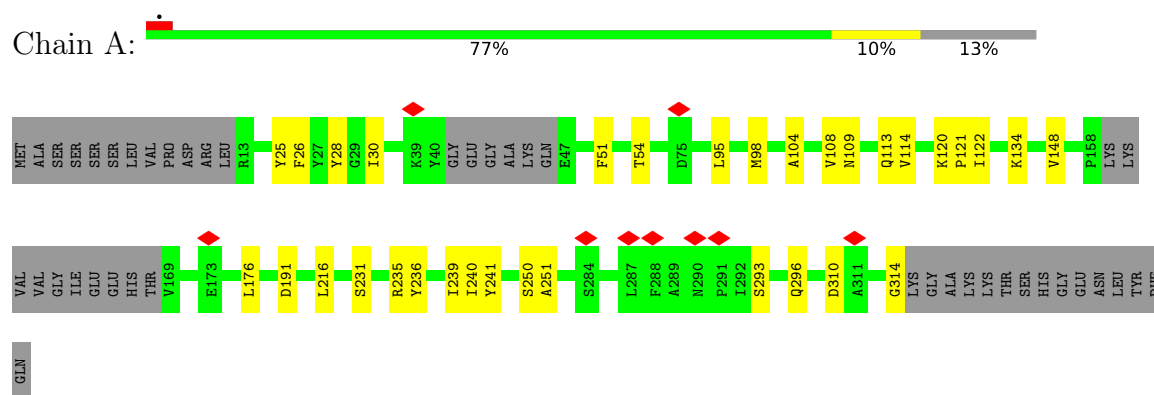 Chain A:
77% 10% 13%
MET ALA SER SER SER SER LEU VAL PRO ASP ARG LEU R13 Y25 F26 Y27 Y28 G29 I30 K39 Y40 GLY GLU GLY ALA LYS GLN E47 F51 T54 D75 L95 M98 A104 V108 N109 Q113 V114 K120 P121 I122 K134 V148 P158 LYS LYS
VAL VAL GLY ILE GLU GLU HIS THR V169 E173 L176 D191 L216 S231 R235 Y236 I239 I240 Y241 S250 A251 S284 L287 F288 A289 N290 P291 I292 S293 Q296 D310 A311 G314 LYS GLY ALA LYS LYS THR SER HIS GLY GLU ASN LEU TYR
GLN